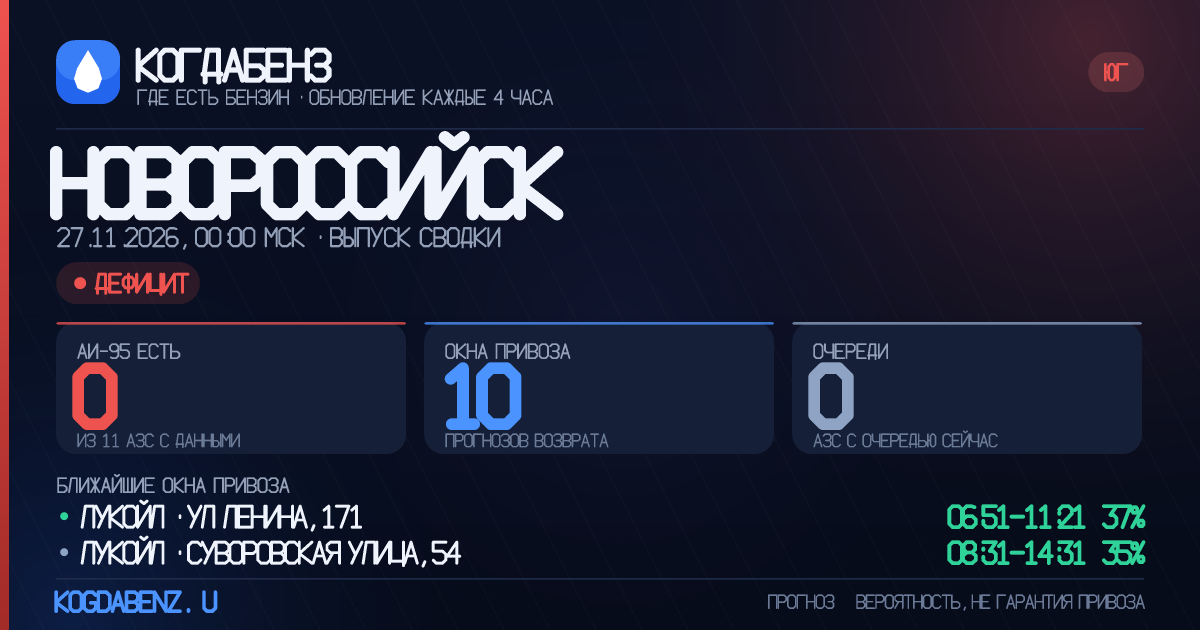 КОГДАБЕНЗ
ГДЕ ЕСТЬ БЕНЗИН · ОБНОВЛЕНИЕ КАЖДЫЕ 4 ЧАСА
ЮГ
НОВОРОССИЙСК
27.11 2026, 00:00 МСК · ВЫПУСК СВОДКИ
• ДЕФИЦИТ
АИ-95 ЕСТЬ
0
ИЗ 11 АЗС С ДАННЫМИ
ОКНА ПРИВОЗА
10
ПРОГНОЗОВ ВОЗВРАТА
ОЧЕРЕДИ
0
АЗС С ОЧЕРЕДЬЮ СЕЙЧАС
БЛИЖАЙШИЕ ОКНА ПРИВОЗА
• ЛУКОЙЛ · УЛ ЛЕНИНА, 171 06:51-11:21 37%
• ЛУКОЙЛ · СУВОРОВСКАЯ УЛИЦА, 54 08:31-14:31 35%
KOGDABENZ. U
ПРОГНОЗ ВЕРОЯТНОСТЬ, НЕ ГАРАНТИЯ ПРИВОЗА